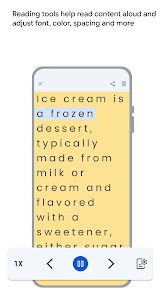 Reading tools help read content aloud and
adjust font, color, spacing and more
Ice cream is
a frozen
dessert,
typically
made from
milk or
cream and
flavored
with a
sweetener,
either sugar
1X